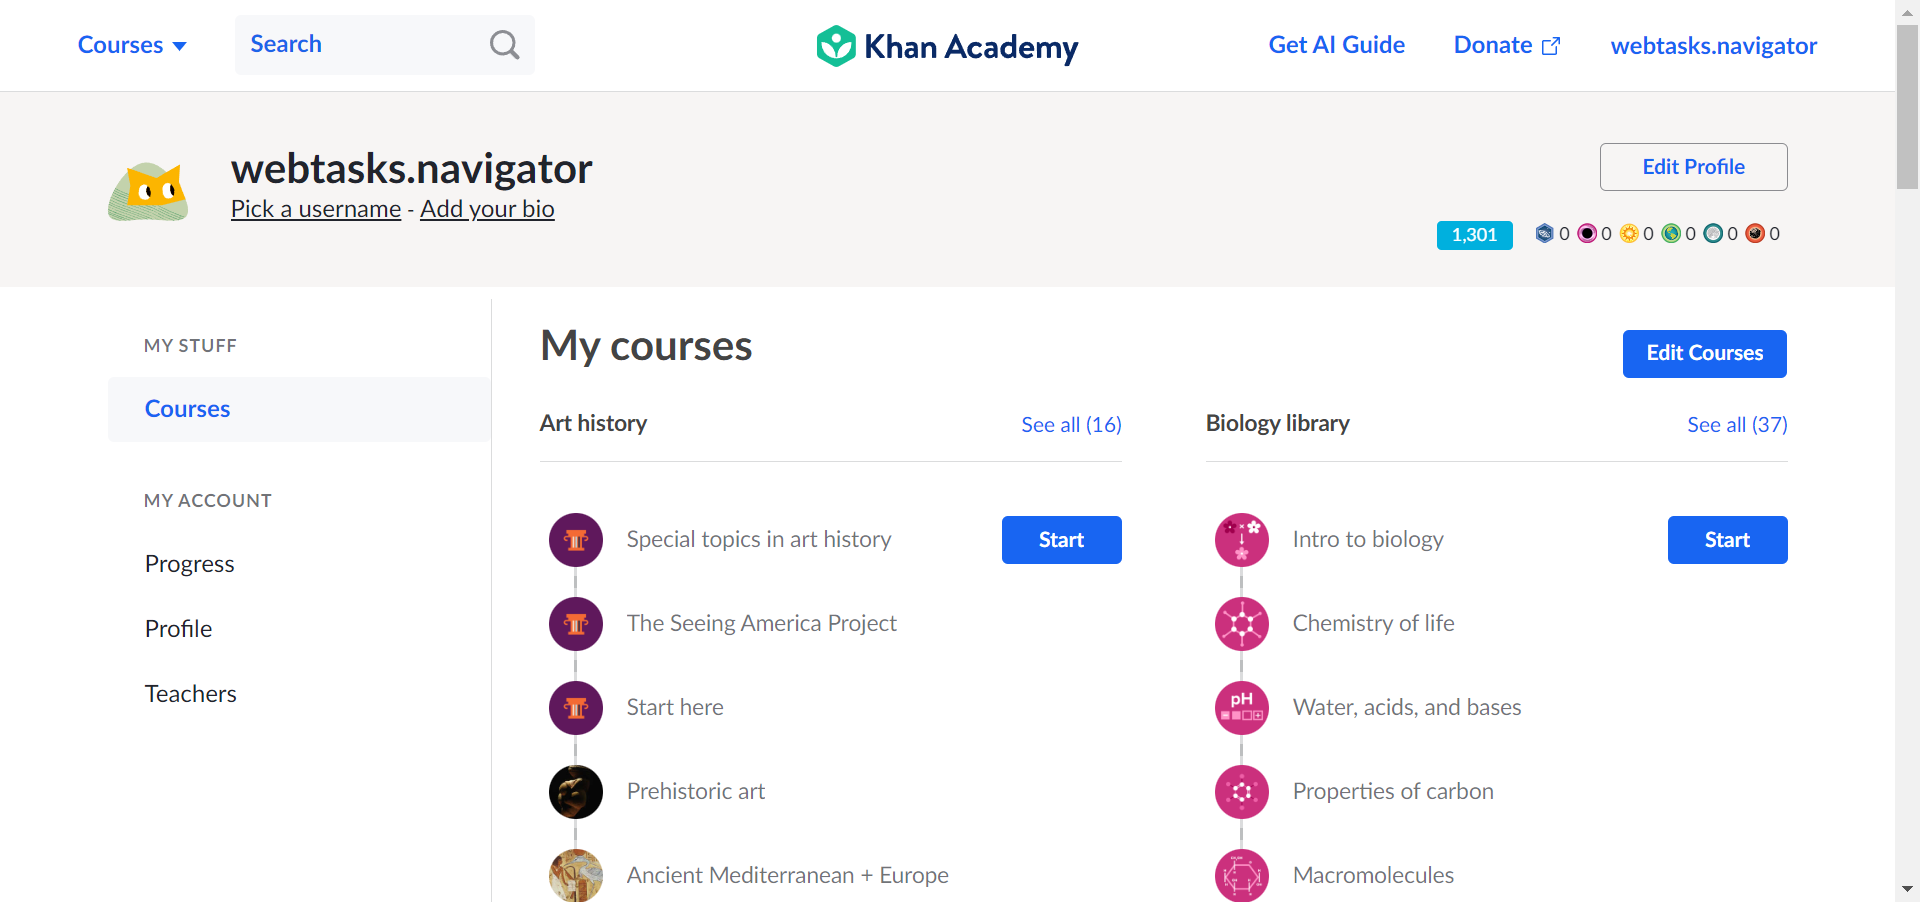 Courses
Search
Khan Academy
Get AI Guide
Donate
webtasks.navigator
webtasks.navigator
Pick a username - Add your bio
Edit Profile
1,301
0 0 0 0 0 0
MY STUFF
Courses
MY ACCOUNT
Progress
Profile
Teachers
My courses
Edit Courses
Art history
See all (16)
Special topics in art history
Start
The Seeing America Project
Start here
Prehistoric art
Ancient Mediterranean + Europe
Biology library
See all (37)
Intro to biology
Start
Chemistry of life
pH
Water, acids, and bases
Properties of carbon
Macromolecules